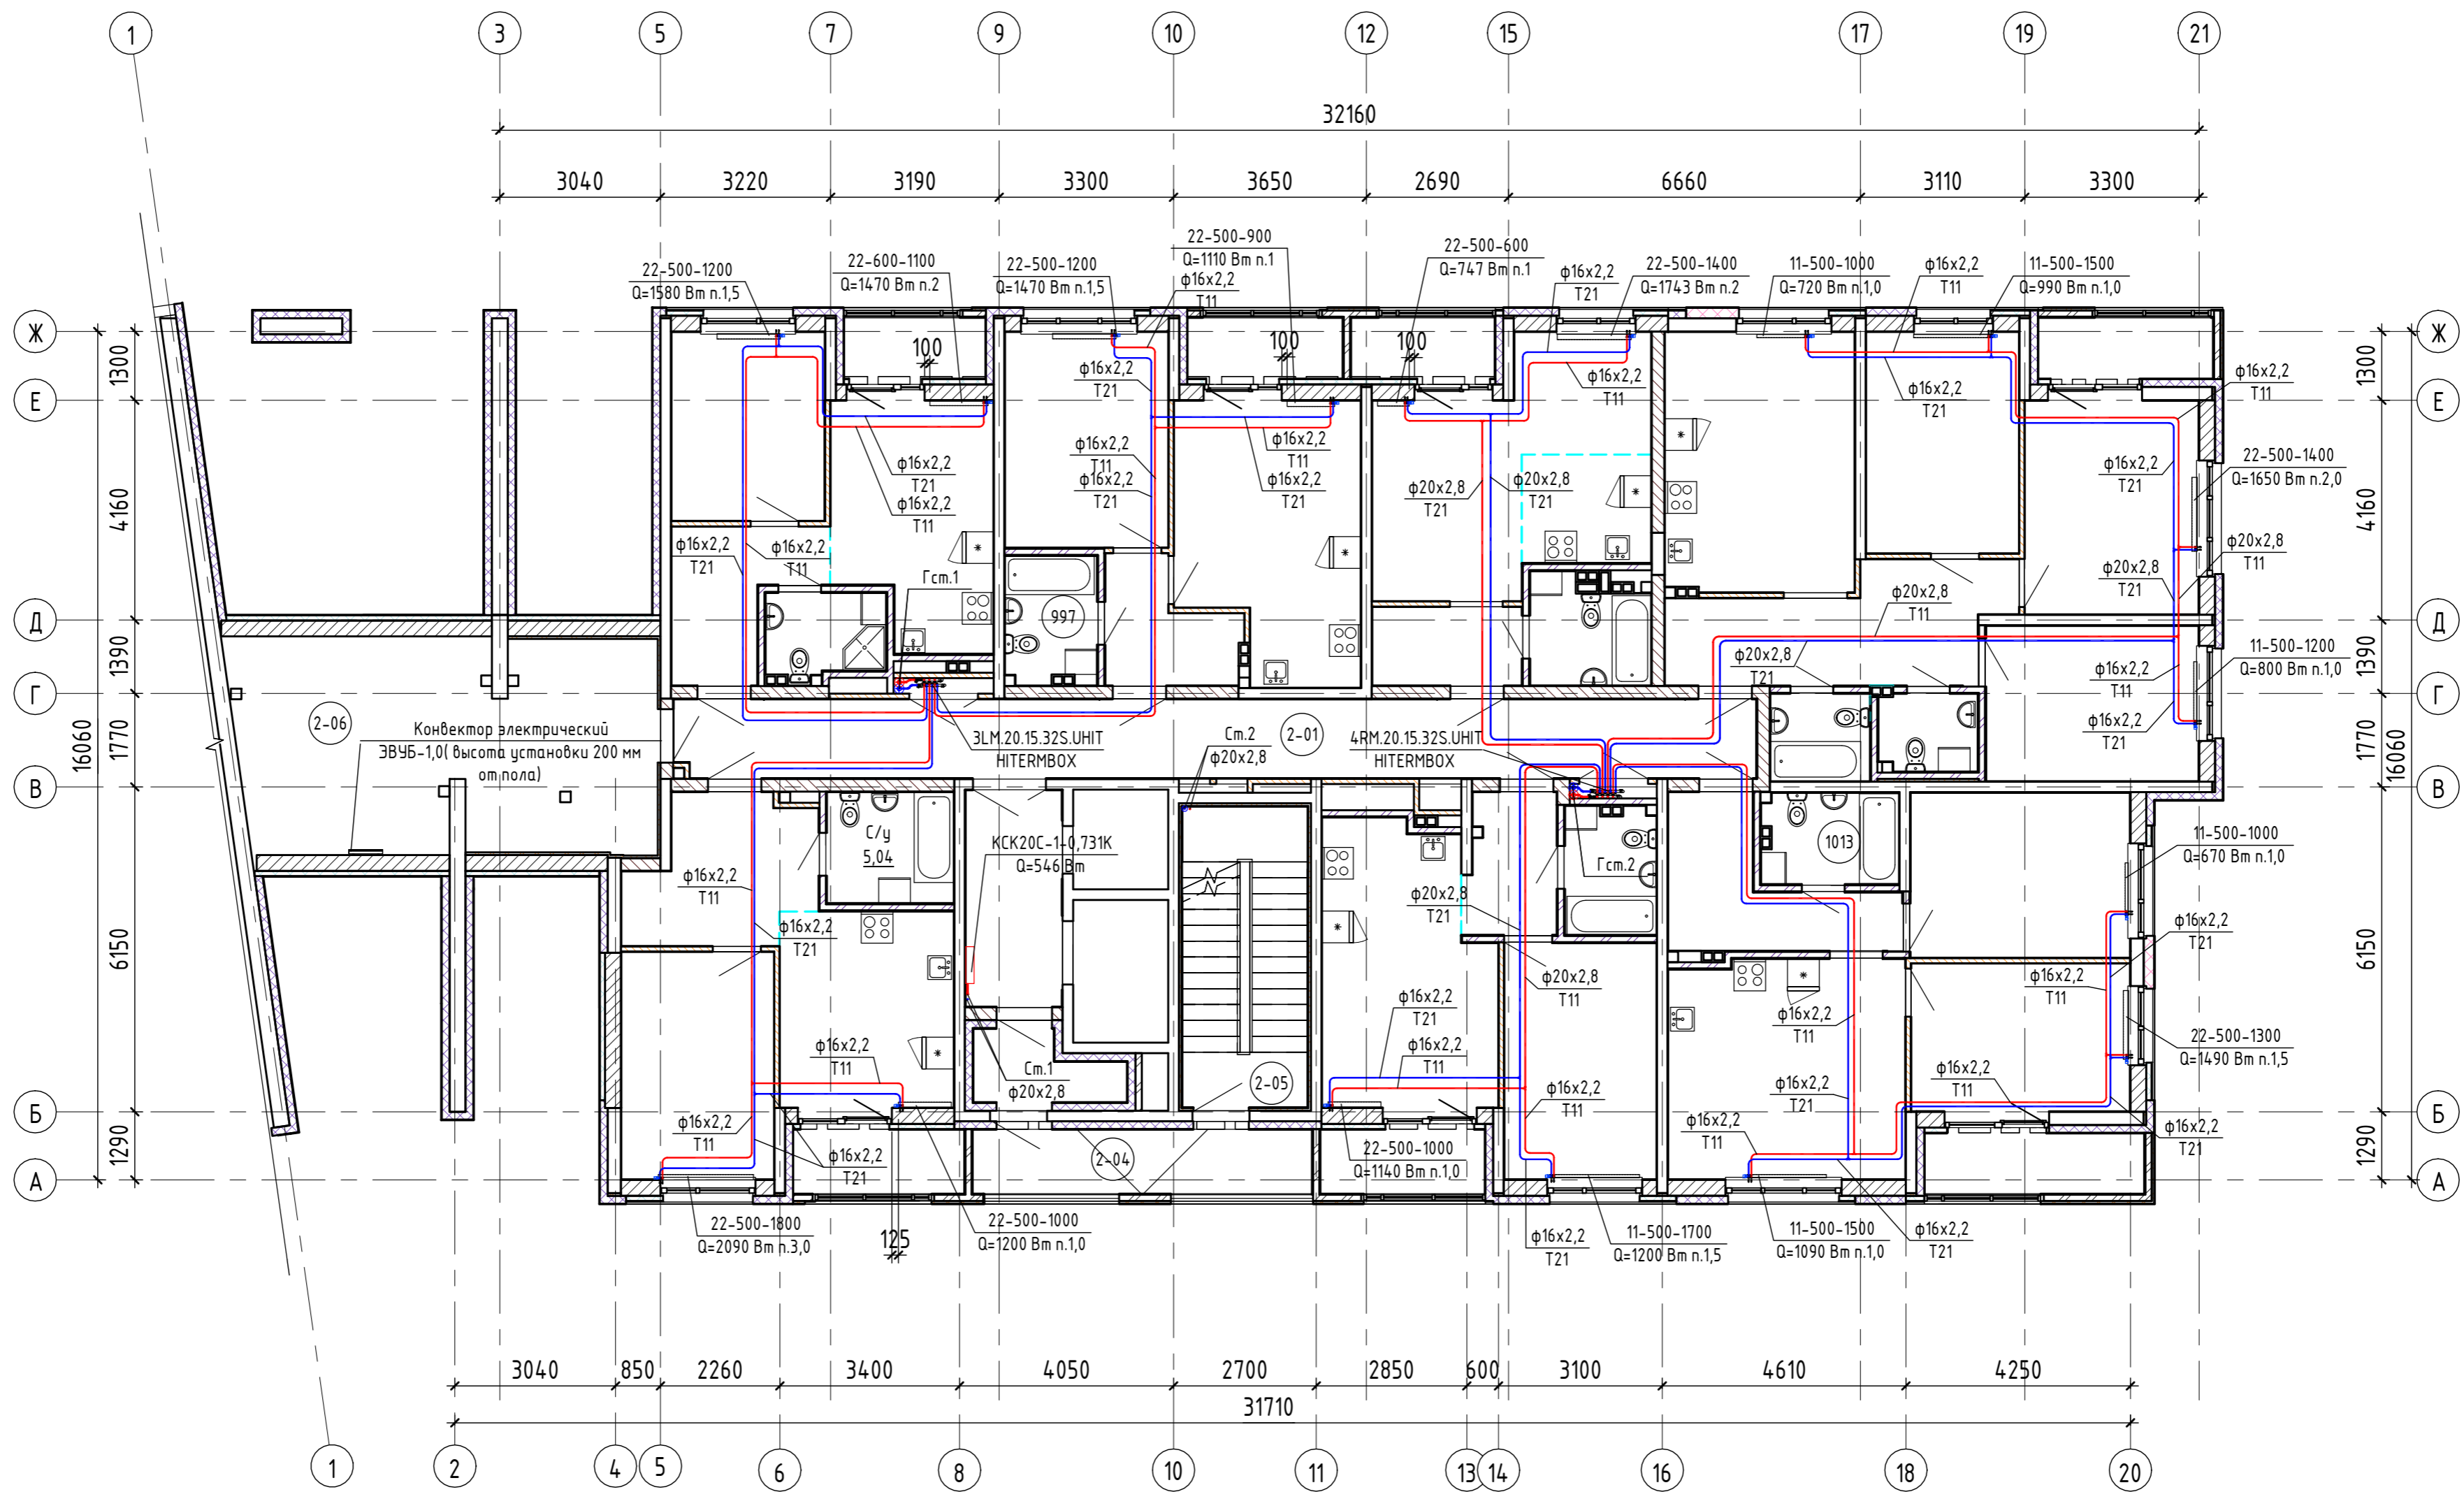 1
3
5
7
9
10
12
15
17
19
21
32160
3040
3220
3190
3300
3650
2690
6660
3110
3300
22-500-1200
Q=1580 Вт п.1,5
22-600-1100
Q=1470 Вт п.2
22-500-1200
Q=1470 Вт п.1,5
22-500-900
Q=1110 Вт п.1
ф16х2,2
Т11
22-500-600
Q=747 Вт п.1
ф16х2,2
Т21
22-500-1400
Q=1743 Вт п.2
11-500-1000
Q=720 Вт п.1,0
ф16х2,2
Т11
11-500-1500
Q=990 Вт п.1,0
Ж
Ж
1300
1300
100
100
100
ф16х2,2
Т21
ф16х2,2
Т11
ф16х2,2
Т21
ф16х2,2
Т11
Е
Е
4160
4160
ф16х2,2
Т21
ф16х2,2
Т11
ф16х2,2
Т11
ф16х2,2
Т21
ф16х2,2
Т11
ф16х2,2
Т21
ф20х2,8
Т21
ф20х2,8
Т21
ф16х2,2
Т21
22-500-1400
Q=1650 Вт п.2,0
ф16х2,2
Т21
ф16х2,2
Т11
Гст.1
997
ф20х2,8
Т21
ф20х2,8
Т11
ф20х2,8
Т11
Д
Д
1390
1390
ф20х2,8
Т21
ф16х2,2
Т11
11-500-1200
Q=800 Вт п.1,0
ф16х2,2
Т21
Г
Г
16060
1770
1770
16060
2-06
Конвектор электрический
ЭВУБ-1,0( высота установки 200 мм
от пола)
3LM.20.15.32S.UHIT
HITERMBOX
Ст.2
ф20х2,8
2-01
4RM.20.15.32S.UHIT
HITERMBOX
В
В
С/у
5,04
КСК20С-1-0,731К
Q=546 Вт
Гст.2
1013
11-500-1000
Q=670 Вт п.1,0
6150
6150
ф16х2,2
Т11
ф16х2,2
Т21
ф20х2,8
Т21
ф20х2,8
Т11
ф16х2,2
Т21
ф16х2,2
Т11
ф16х2,2
Т21
ф16х2,2
Т11
ф16х2,2
Т11
22-500-1300
Q=1490 Вт п.1,5
ф16х2,2
Т11
Ст.1
ф20х2,8
2-05
ф16х2,2
Т11
ф16х2,2
Т11
ф16х2,2
Т21
ф16х2,2
Т11
Б
Б
1290
1290
ф16х2,2
Т11
ф16х2,2
Т21
2-04
22-500-1000
Q=1140 Вт п.1,0
ф16х2,2
Т11
ф16х2,2
Т21
А
А
22-500-1800
Q=2090 Вт п.3,0
125
22-500-1000
Q=1200 Вт п.1,0
ф16х2,2
Т21
11-500-1700
Q=1200 Вт п.1,5
11-500-1500
Q=1090 Вт п.1,0
ф16х2,2
Т21
3040
850
2260
3400
4050
2700
2850
600
3100
4610
4250
31710
1
2
4
5
6
8
10
11
13
14
16
18
20